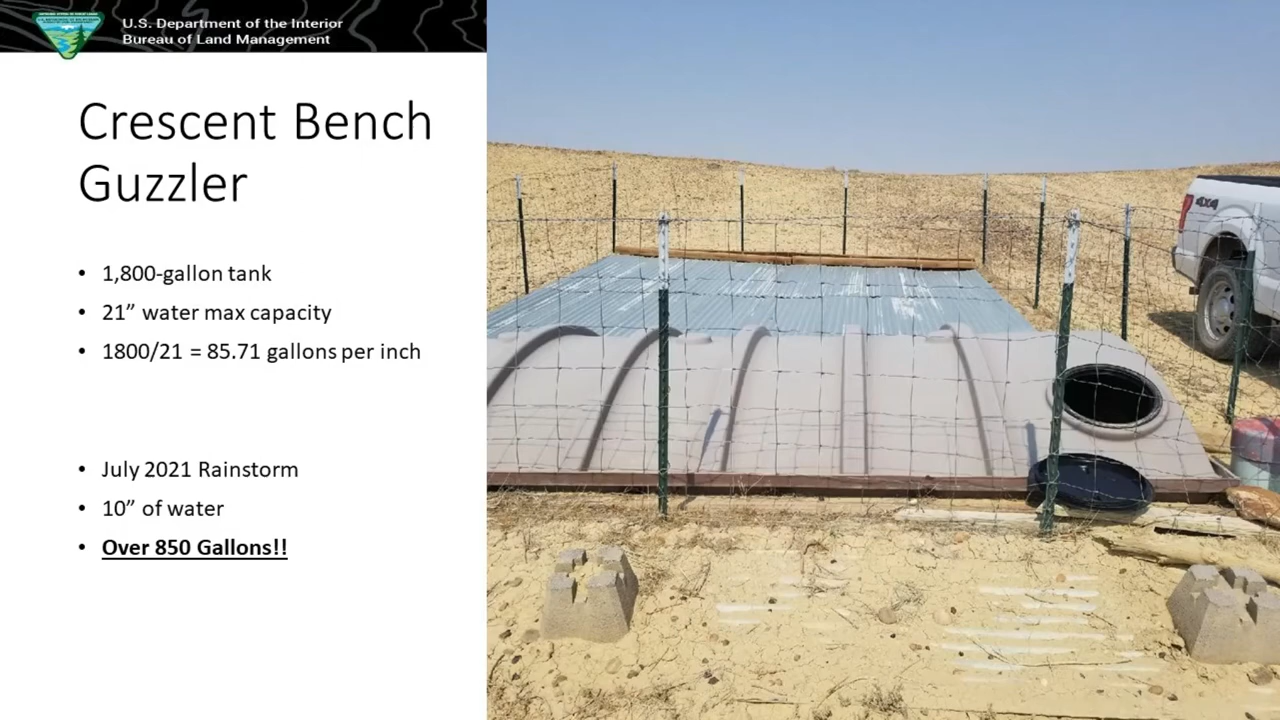 U.S. Department of the Interior
Bureau of Land Management
Crescent Bench
Guzzler
• 1,800-gallon tank
• 21” water max capacity
• 1800/21 = 85.71 gallons per inch
• July 2021 Rainstorm
• 10” of water
• Over 850 Gallons!!
4X4